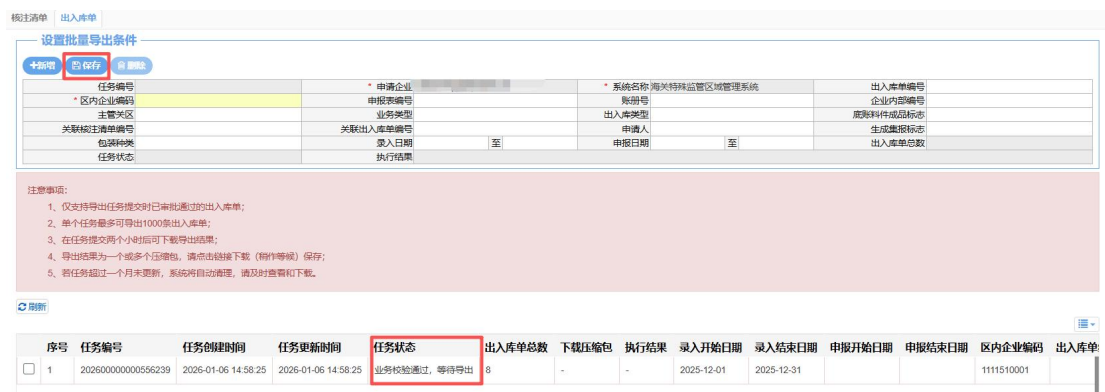 核注清单 出入库单
设置批量导出条件
+新增 保存 删除
任务编号 * 申请企业 * 系统名称 海关特殊监管区域管理系统 出入库单编号
* 区内企业编码 申报表编号 账册号 企业内部编号
主管关区 业务类型 出入库类型 底账料件成品标志
关联核注清单编号 关联出入库单编号 申请人 生成集报标志
包装种类 录入日期 至 申报日期 至 出入库单总数
任务状态 执行结果
注意事项:
1、仅支持导出任务提交时已审批通过的出入库单;
2、单个任务最多可导出1000条出入库单;
3、在任务提交两个小时后可下载导出结果;
4、导出结果为一个或多个压缩包,请点击链接下载(稍作等候)保存;
5、若任务超过一个月未更新,系统将自动清理,请及时查看和下载。
刷新
序号 任务编号 任务创建时间 任务更新时间 任务状态 出入库单总数 下载压缩包 执行结果 录入开始日期 录入结束日期 申报开始日期 申报结束日期 区内企业编码 出入库单
1 202600000000556239 2026-01-06 14:58:25 2026-01-06 14:58:25 业务校验通过,等待导出 8 - - 2025-12-01 2025-12-31 1111510001